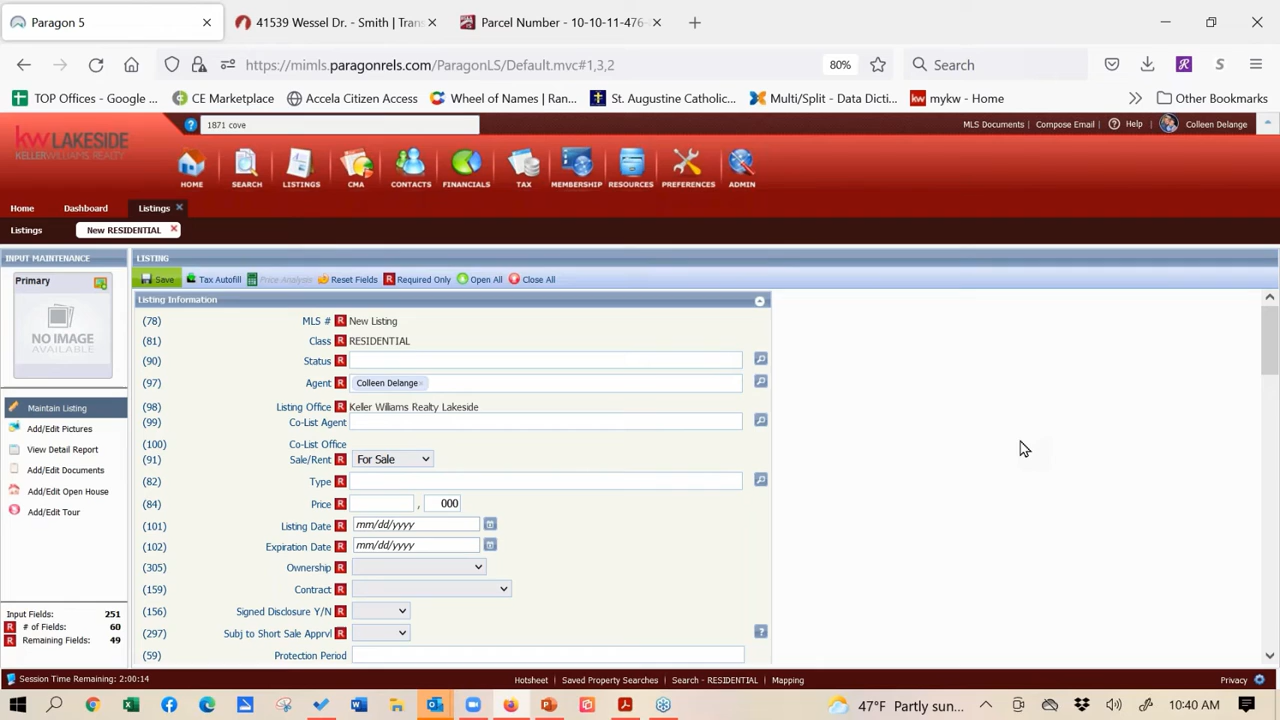 Paragon 5
41539 Wessel Dr. - Smith | Trans
Parcel Number - 10-10-11-476-
https://mimls.paragonrels.com/ParagonLS/Default.mvc#1,3,2
80%
Search
TOP Offices - Google ...
CE Marketplace
Accela Citizen Access
Wheel of Names | Ran...
St. Augustine Catholic...
Multi/Split - Data Dicti...
mykw - Home
Other Bookmarks
kw LAKESIDE
KELLERWILLIAMS REALTY
1871 cove
MLS Documents | Compose Email | Help
Colleen Delange
HOME
SEARCH
LISTINGS
CMA
CONTACTS
FINANCIALS
TAX
MEMBERSHIP
RESOURCES
PREFERENCES
ADMIN
Home
Dashboard
Listings
Listings
New RESIDENTIAL
INPUT MAINTENANCE
LISTING
Primary
NO IMAGE
AVAILABLE
Save
Tax Autofill
Price Analysis
Reset Fields
R Required Only
Open All
Close All
Listing Information
(78) MLS # R New Listing
(81) Class R RESIDENTIAL
(90) Status R
(97) Agent R Colleen Delange
(98) Listing Office R Keller Williams Realty Lakeside
(99) Co-List Agent
(100) Co-List Office
(91) Sale/Rent R For Sale
(82) Type R
(84) Price R , 000
(101) Listing Date R mm/dd/yyyy
(102) Expiration Date R mm/dd/yyyy
(305) Ownership R
(159) Contract R
(156) Signed Disclosure Y/N R
(297) Subj to Short Sale Apprvl R
(59) Protection Period
Maintain Listing
Add/Edit Pictures
View Detail Report
Add/Edit Documents
Add/Edit Open House
Add/Edit Tour
Input Fields: 251
R # of Fields: 60
R Remaining Fields: 49
Session Time Remaining: 2:00:14
Hotsheet | Saved Property Searches | Search - RESIDENTIAL | Mapping
Privacy
47°F Partly sun...
10:40 AM